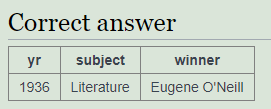 Correct answer
yr subject winner
1936 Literature Eugene O'Neill